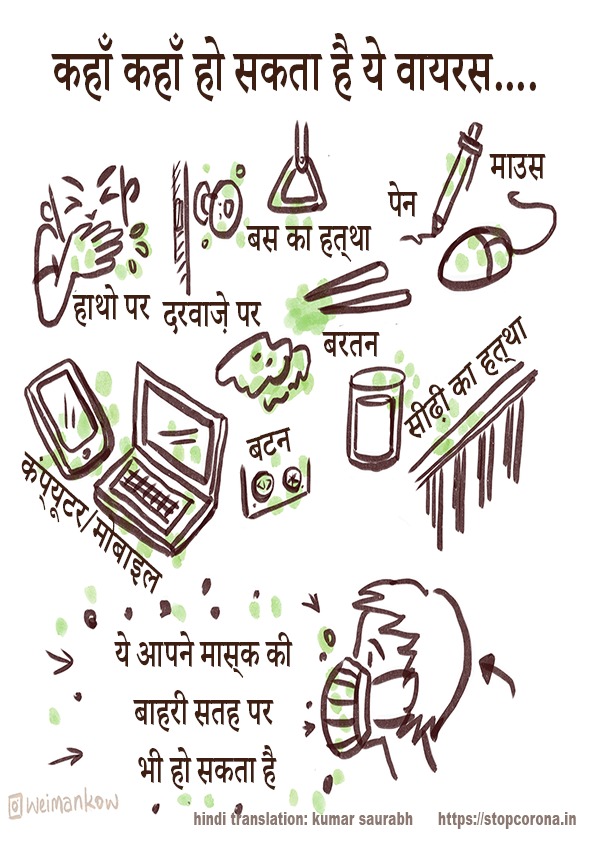 कहाँ कहाँ हो सकता है ये वायरस....
माउस
पेन
बस का हत्था
हाथो पर
दरवाज़े पर
बरतन
सीढ़ी का हत्था
बटन
कंप्यूटर/मोबाइल
ये आपने मास्क की
बाहरी सतह पर
भी हो सकता है
@weimankow
hindi translation: kumar saurabh https://stopcorona.in